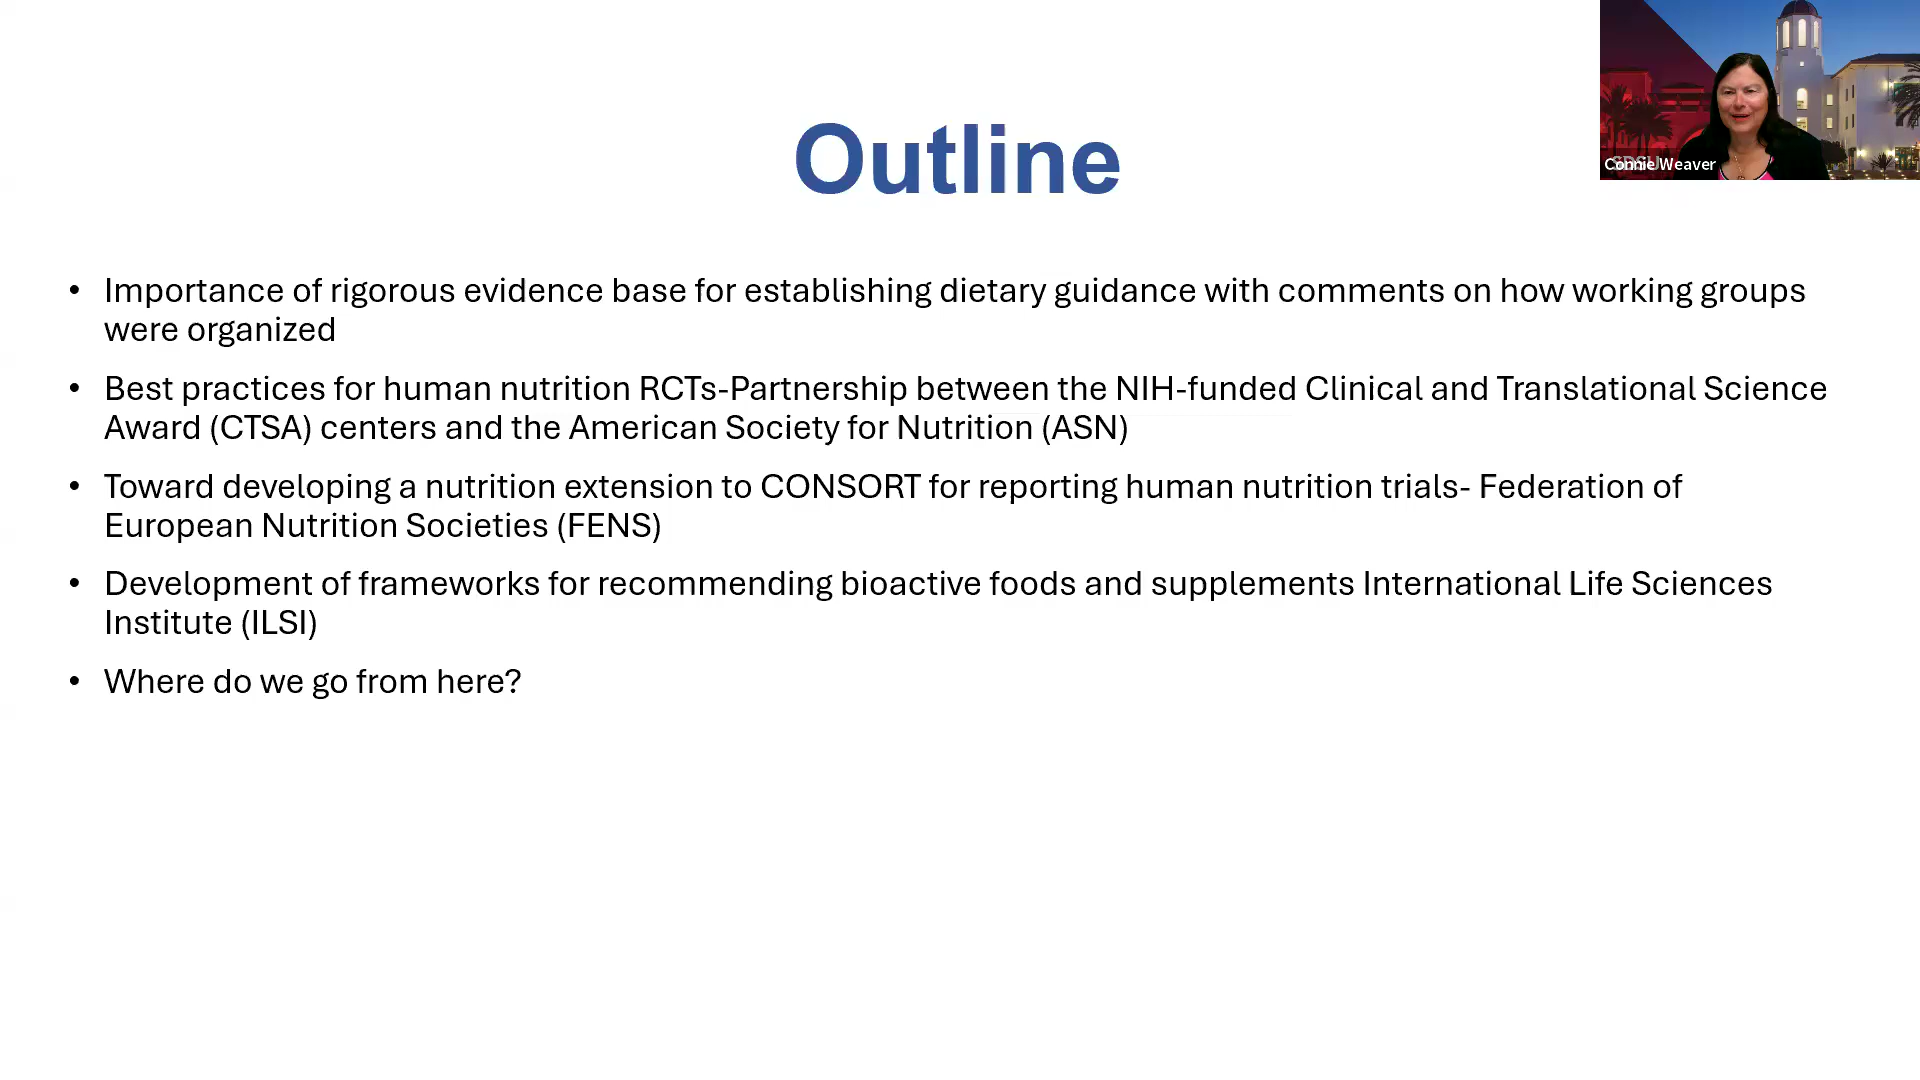 Outline
Connie Weaver
• Importance of rigorous evidence base for establishing dietary guidance with comments on how working groups
were organized
• Best practices for human nutrition RCTs-Partnership between the NIH-funded Clinical and Translational Science
Award (CTSA) centers and the American Society for Nutrition (ASN)
• Toward developing a nutrition extension to CONSORT for reporting human nutrition trials- Federation of
European Nutrition Societies (FENS)
• Development of frameworks for recommending bioactive foods and supplements International Life Sciences
Institute (ILSI)
• Where do we go from here?